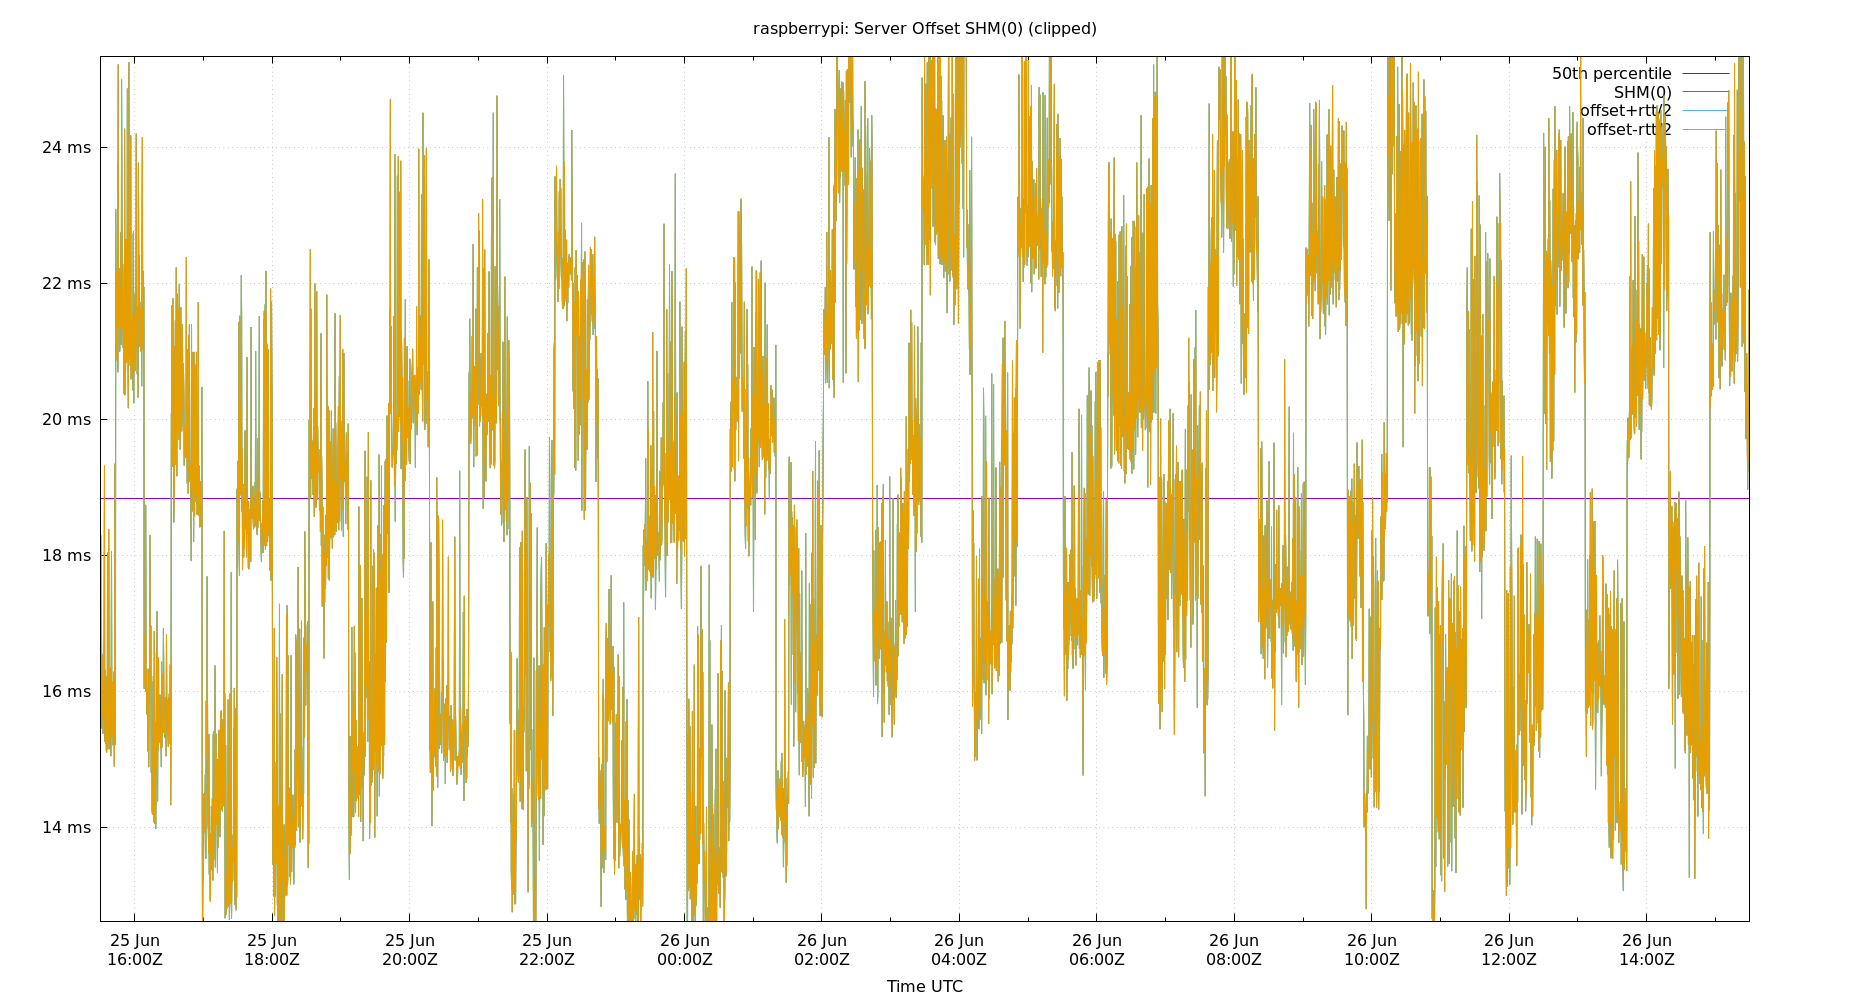 raspberrypi: Server Offset SHM(0) (clipped)
50th percentile
SHM(0)
offset+rtt/2
offset-rtt/2
24 ms
22 ms
20 ms
18 ms
16 ms
14 ms
25 Jun 25 Jun 25 Jun 25 Jun 26 Jun 26 Jun 26 Jun 26 Jun 26 Jun 26 Jun 26 Jun 26 Jun
16:00Z 18:00Z 20:00Z 22:00Z 00:00Z 02:00Z 04:00Z 06:00Z 08:00Z 10:00Z 12:00Z 14:00Z
Time UTC